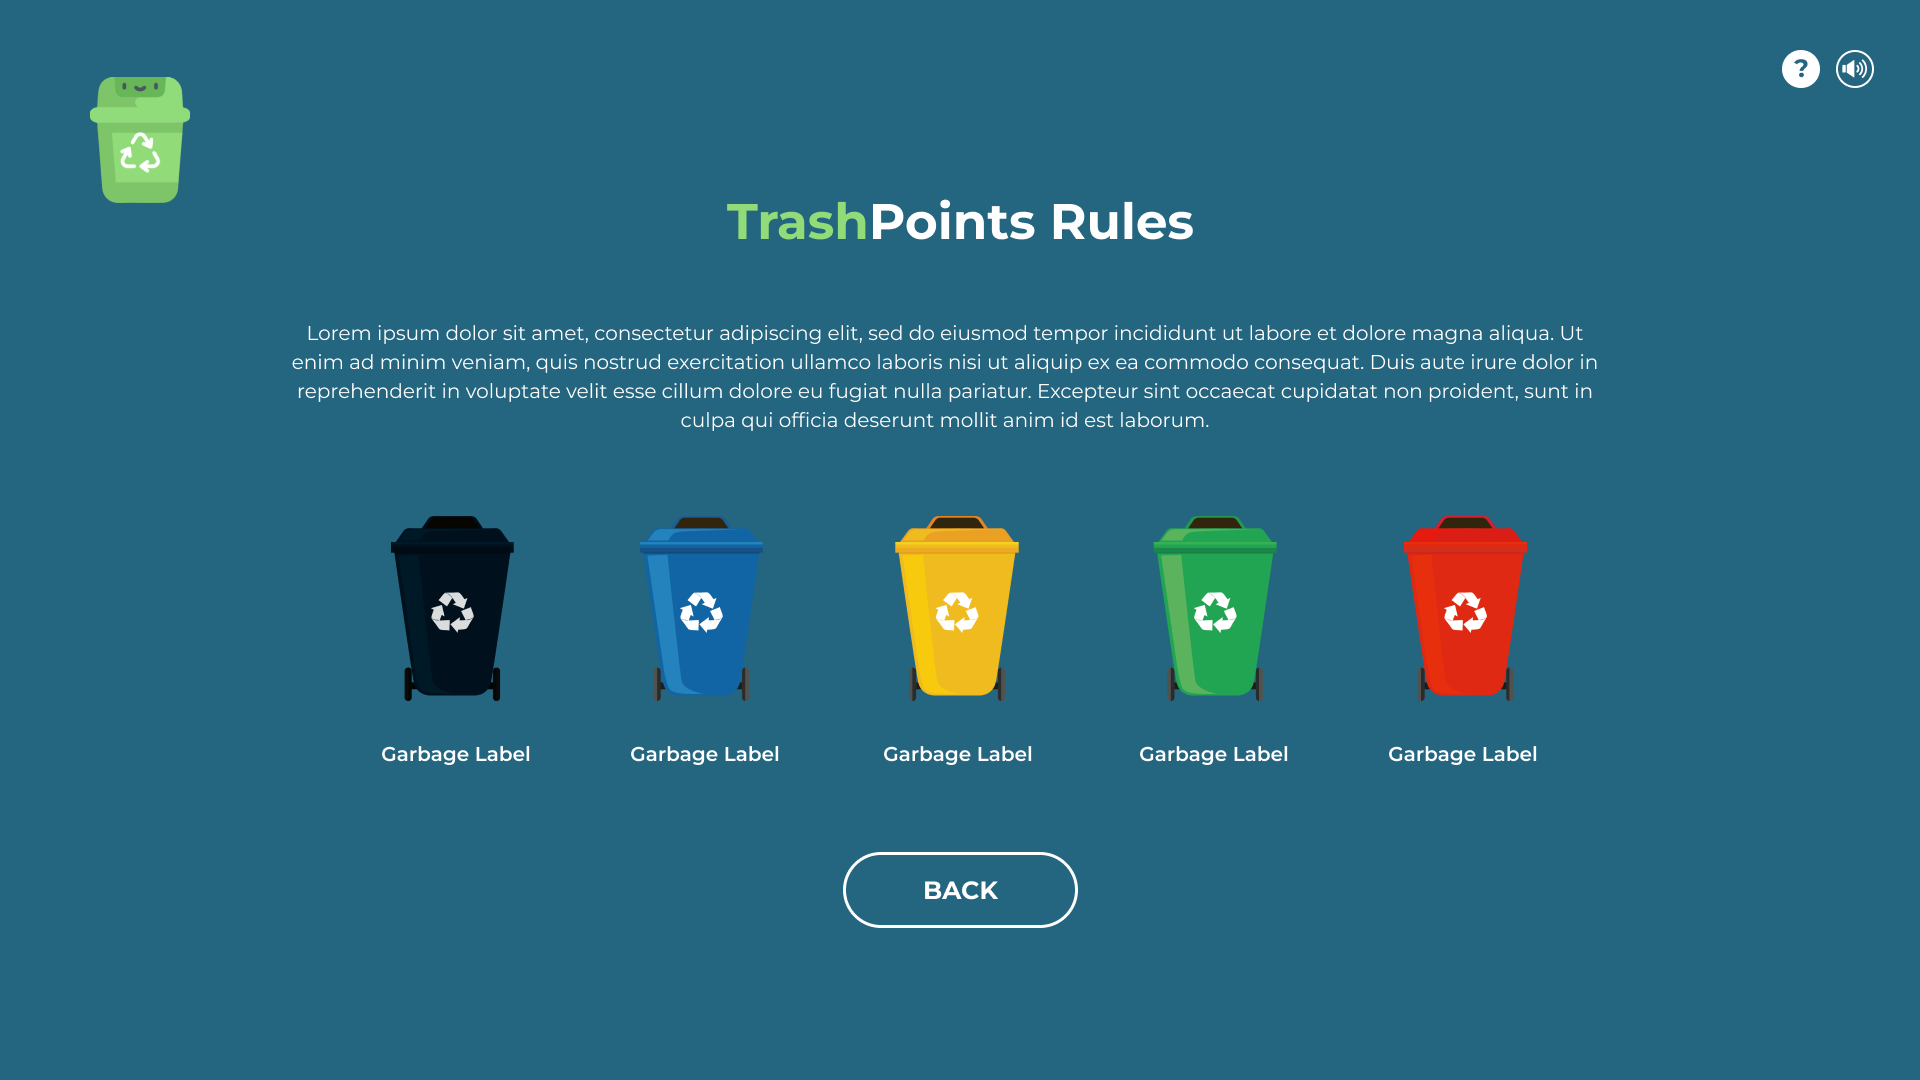 ?
TrashPoints Rules
Lorem ipsum dolor sit amet, consectetur adipiscing elit, sed do eiusmod tempor incididunt ut labore et dolore magna aliqua. Ut
enim ad minim veniam, quis nostrud exercitation ullamco laboris nisi ut aliquip ex ea commodo consequat. Duis aute irure dolor in
reprehenderit in voluptate velit esse cillum dolore eu fugiat nulla pariatur. Excepteur sint occaecat cupidatat non proident, sunt in
culpa qui officia deserunt mollit anim id est laborum.
Garbage Label
Garbage Label
Garbage Label
Garbage Label
Garbage Label
BACK